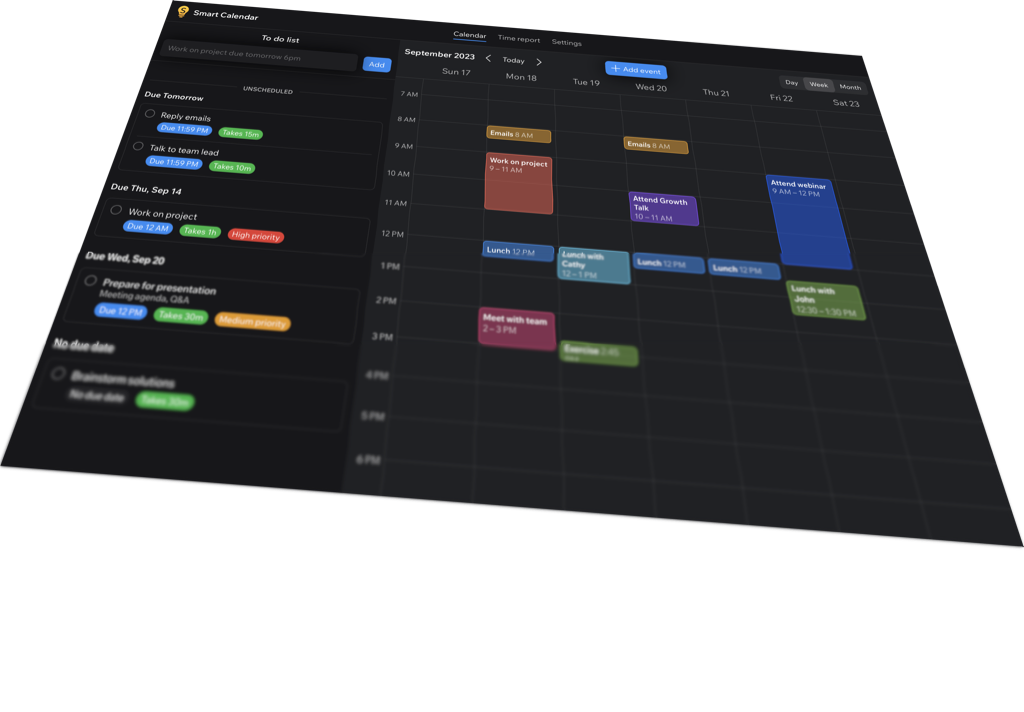 Smart Calendar
Calendar
Time report
Settings
To do list
Work on project due tomorrow 6pm
Add
UNSCHEDULED
Due Tomorrow
Reply emails
Due 11:59 PM
Takes 15m
Talk to team lead
Due 11:59 PM
Takes 10m
Due Thu, Sep 14
Work on project
Due 12 AM
Takes 1h
High priority
Due Wed, Sep 20
Prepare for presentation
Meeting agenda, Q&A
Due 12 PM
Takes 30m
Medium priority
No due date
Brainstorm solutions
No due date
Takes 30m
September 2023
Today
+ Add event
Day
Week
Month
Sun 17
Mon 18
Tue 19
Wed 20
Thu 21
Fri 22
Sat 23
7 AM
8 AM
9 AM
10 AM
11 AM
12 PM
1 PM
2 PM
3 PM
4 PM
5 PM
6 PM
Emails 8 AM
Work on project
9 – 11 AM
Lunch 12 PM
Meet with team
2 – 3 PM
Lunch with
Cathy
12 – 1 PM
Exercise 2:45
Emails 8 AM
Attend Growth
Talk
10 – 11 AM
Lunch 12 PM
Lunch 12 PM
Attend webinar
9 AM – 12 PM
Lunch with
John
12:30 – 1:30 PM